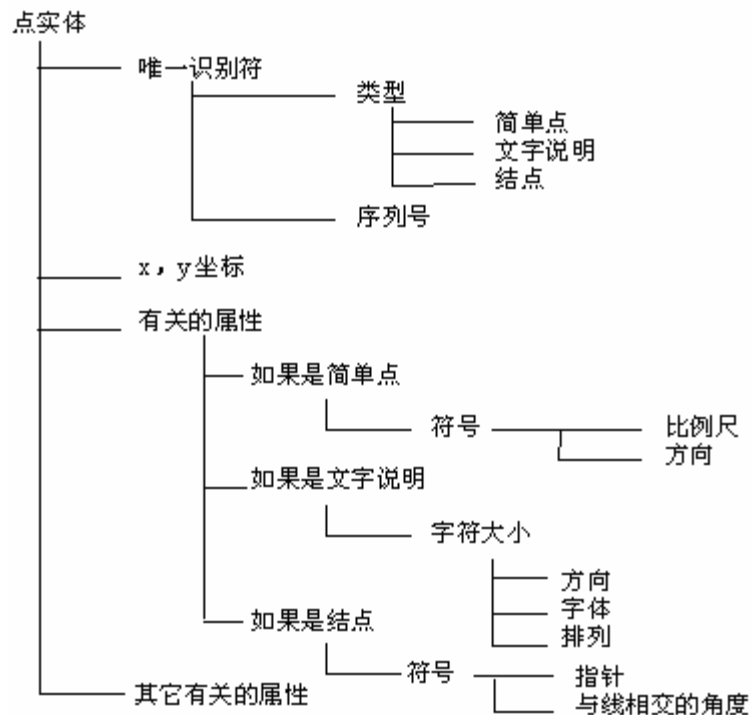 点实体
唯一识别符
类型
简单点
文字说明
结点
序列号
x，y坐标
有关的属性
如果是简单点
符号
比例尺
方向
如果是文字说明
字符大小
方向
字体
排列
如果是结点
符号
指针
与线相交的角度
其它有关的属性